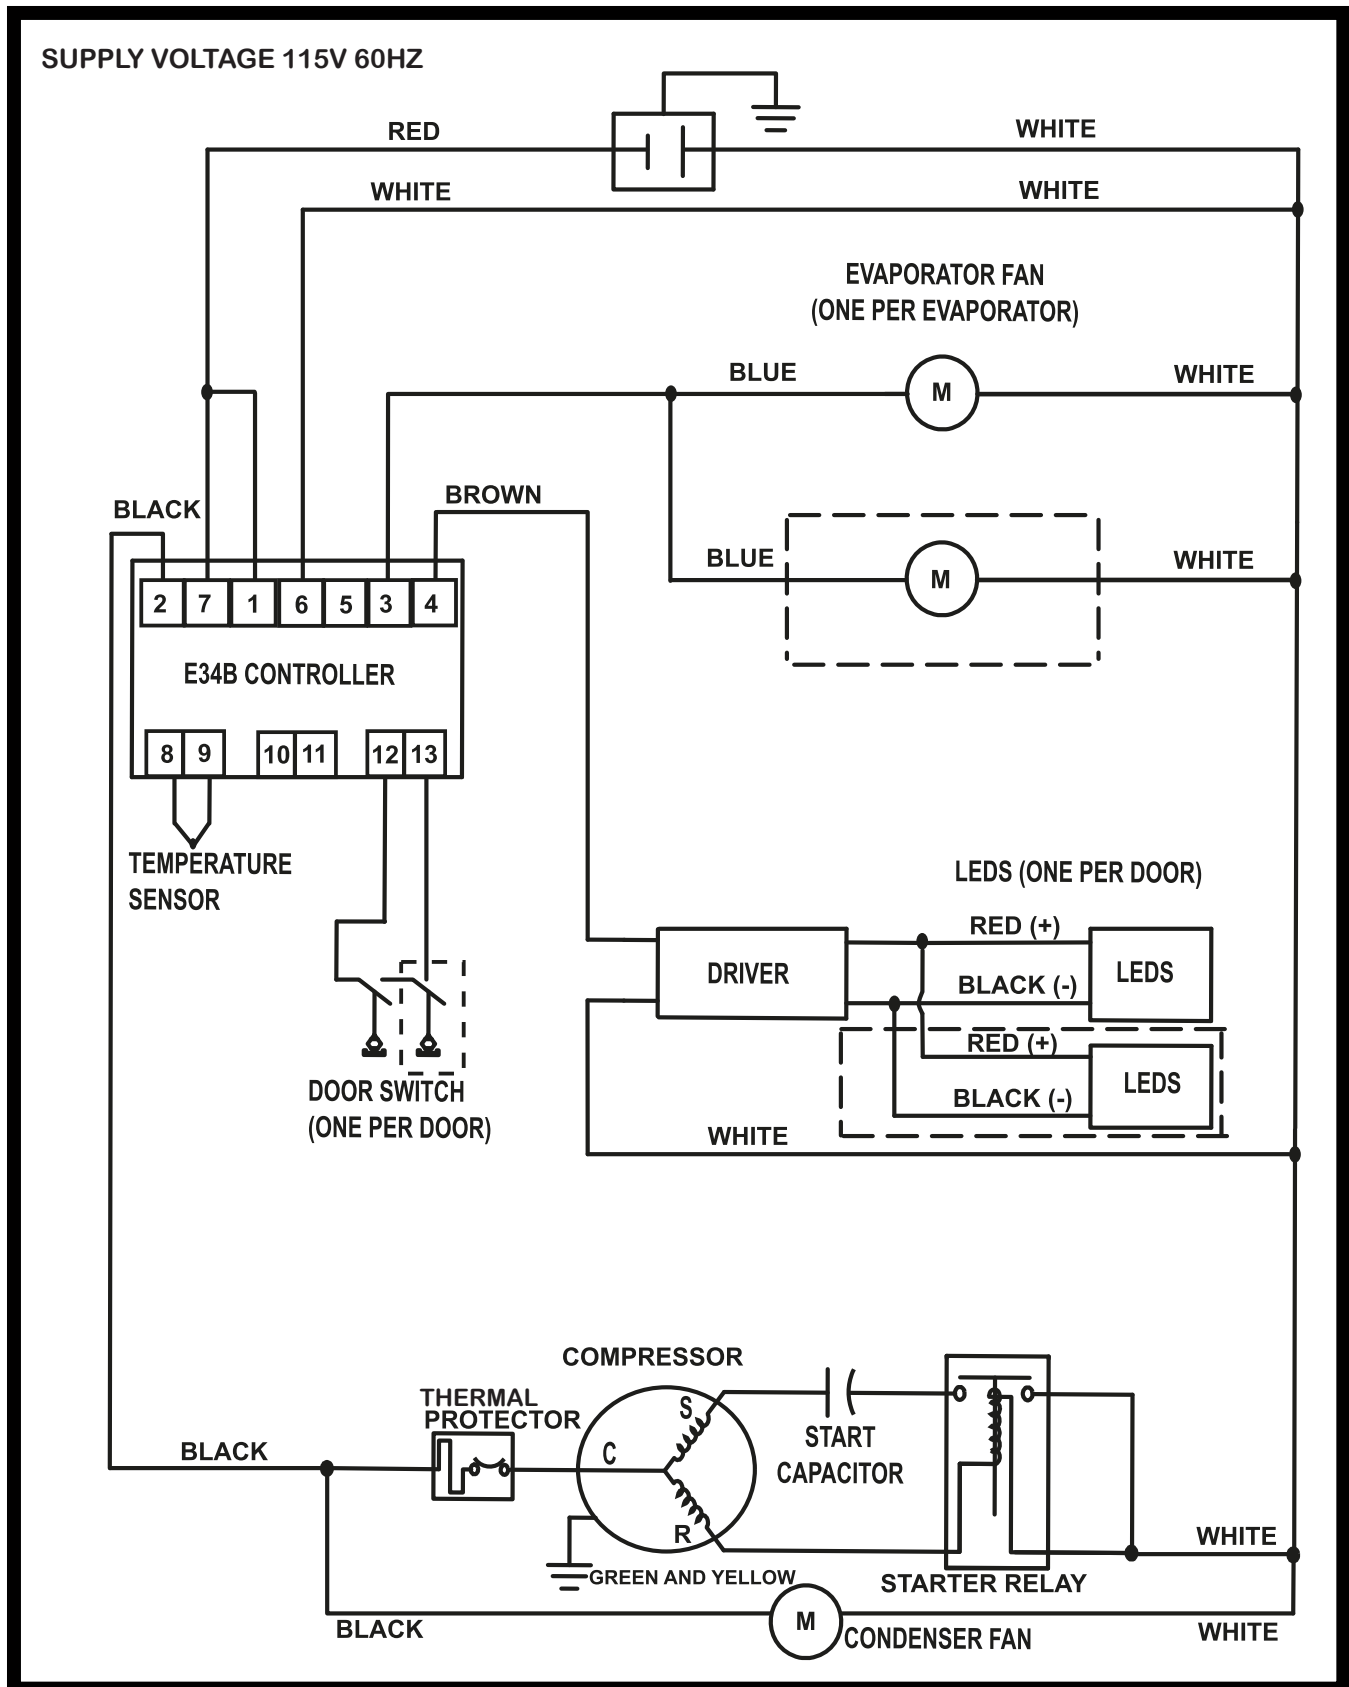 SUPPLY VOLTAGE 115V 60HZ
RED
WHITE
WHITE
WHITE
EVAPORATOR FAN
(ONE PER EVAPORATOR)
BLUE
M
WHITE
BROWN
BLACK
BLUE
M
WHITE
2 7 1 6 5 3 4
E34B CONTROLLER
8 9 10 11 12 13
TEMPERATURE
SENSOR
LEDS (ONE PER DOOR)
RED (+)
DRIVER
LEDS
BLACK (-)
RED (+)
LEDS
BLACK (-)
DOOR SWITCH
(ONE PER DOOR)
WHITE
COMPRESSOR
THERMAL
PROTECTOR
S
C
R
START
CAPACITOR
BLACK
WHITE
GREEN AND YELLOW
STARTER RELAY
BLACK
M
CONDENSER FAN
WHITE